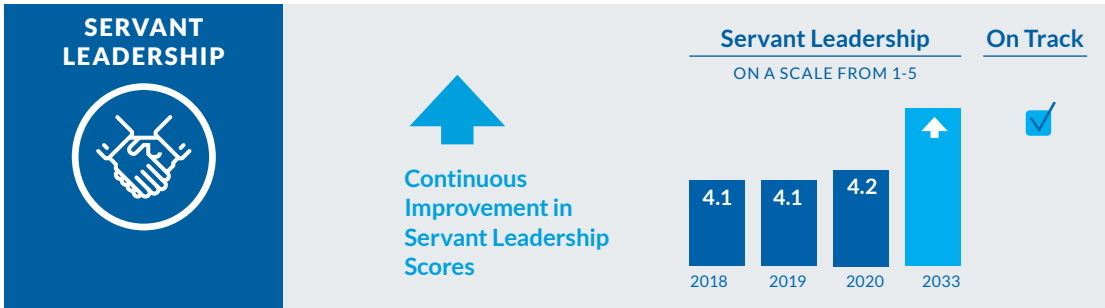 SERVANT
LEADERSHIP
Continuous
Improvement in
Servant Leadership
Scores
Servant Leadership
ON A SCALE FROM 1-5
4.1
4.1
4.2
2018
2019
2020
2033
On Track